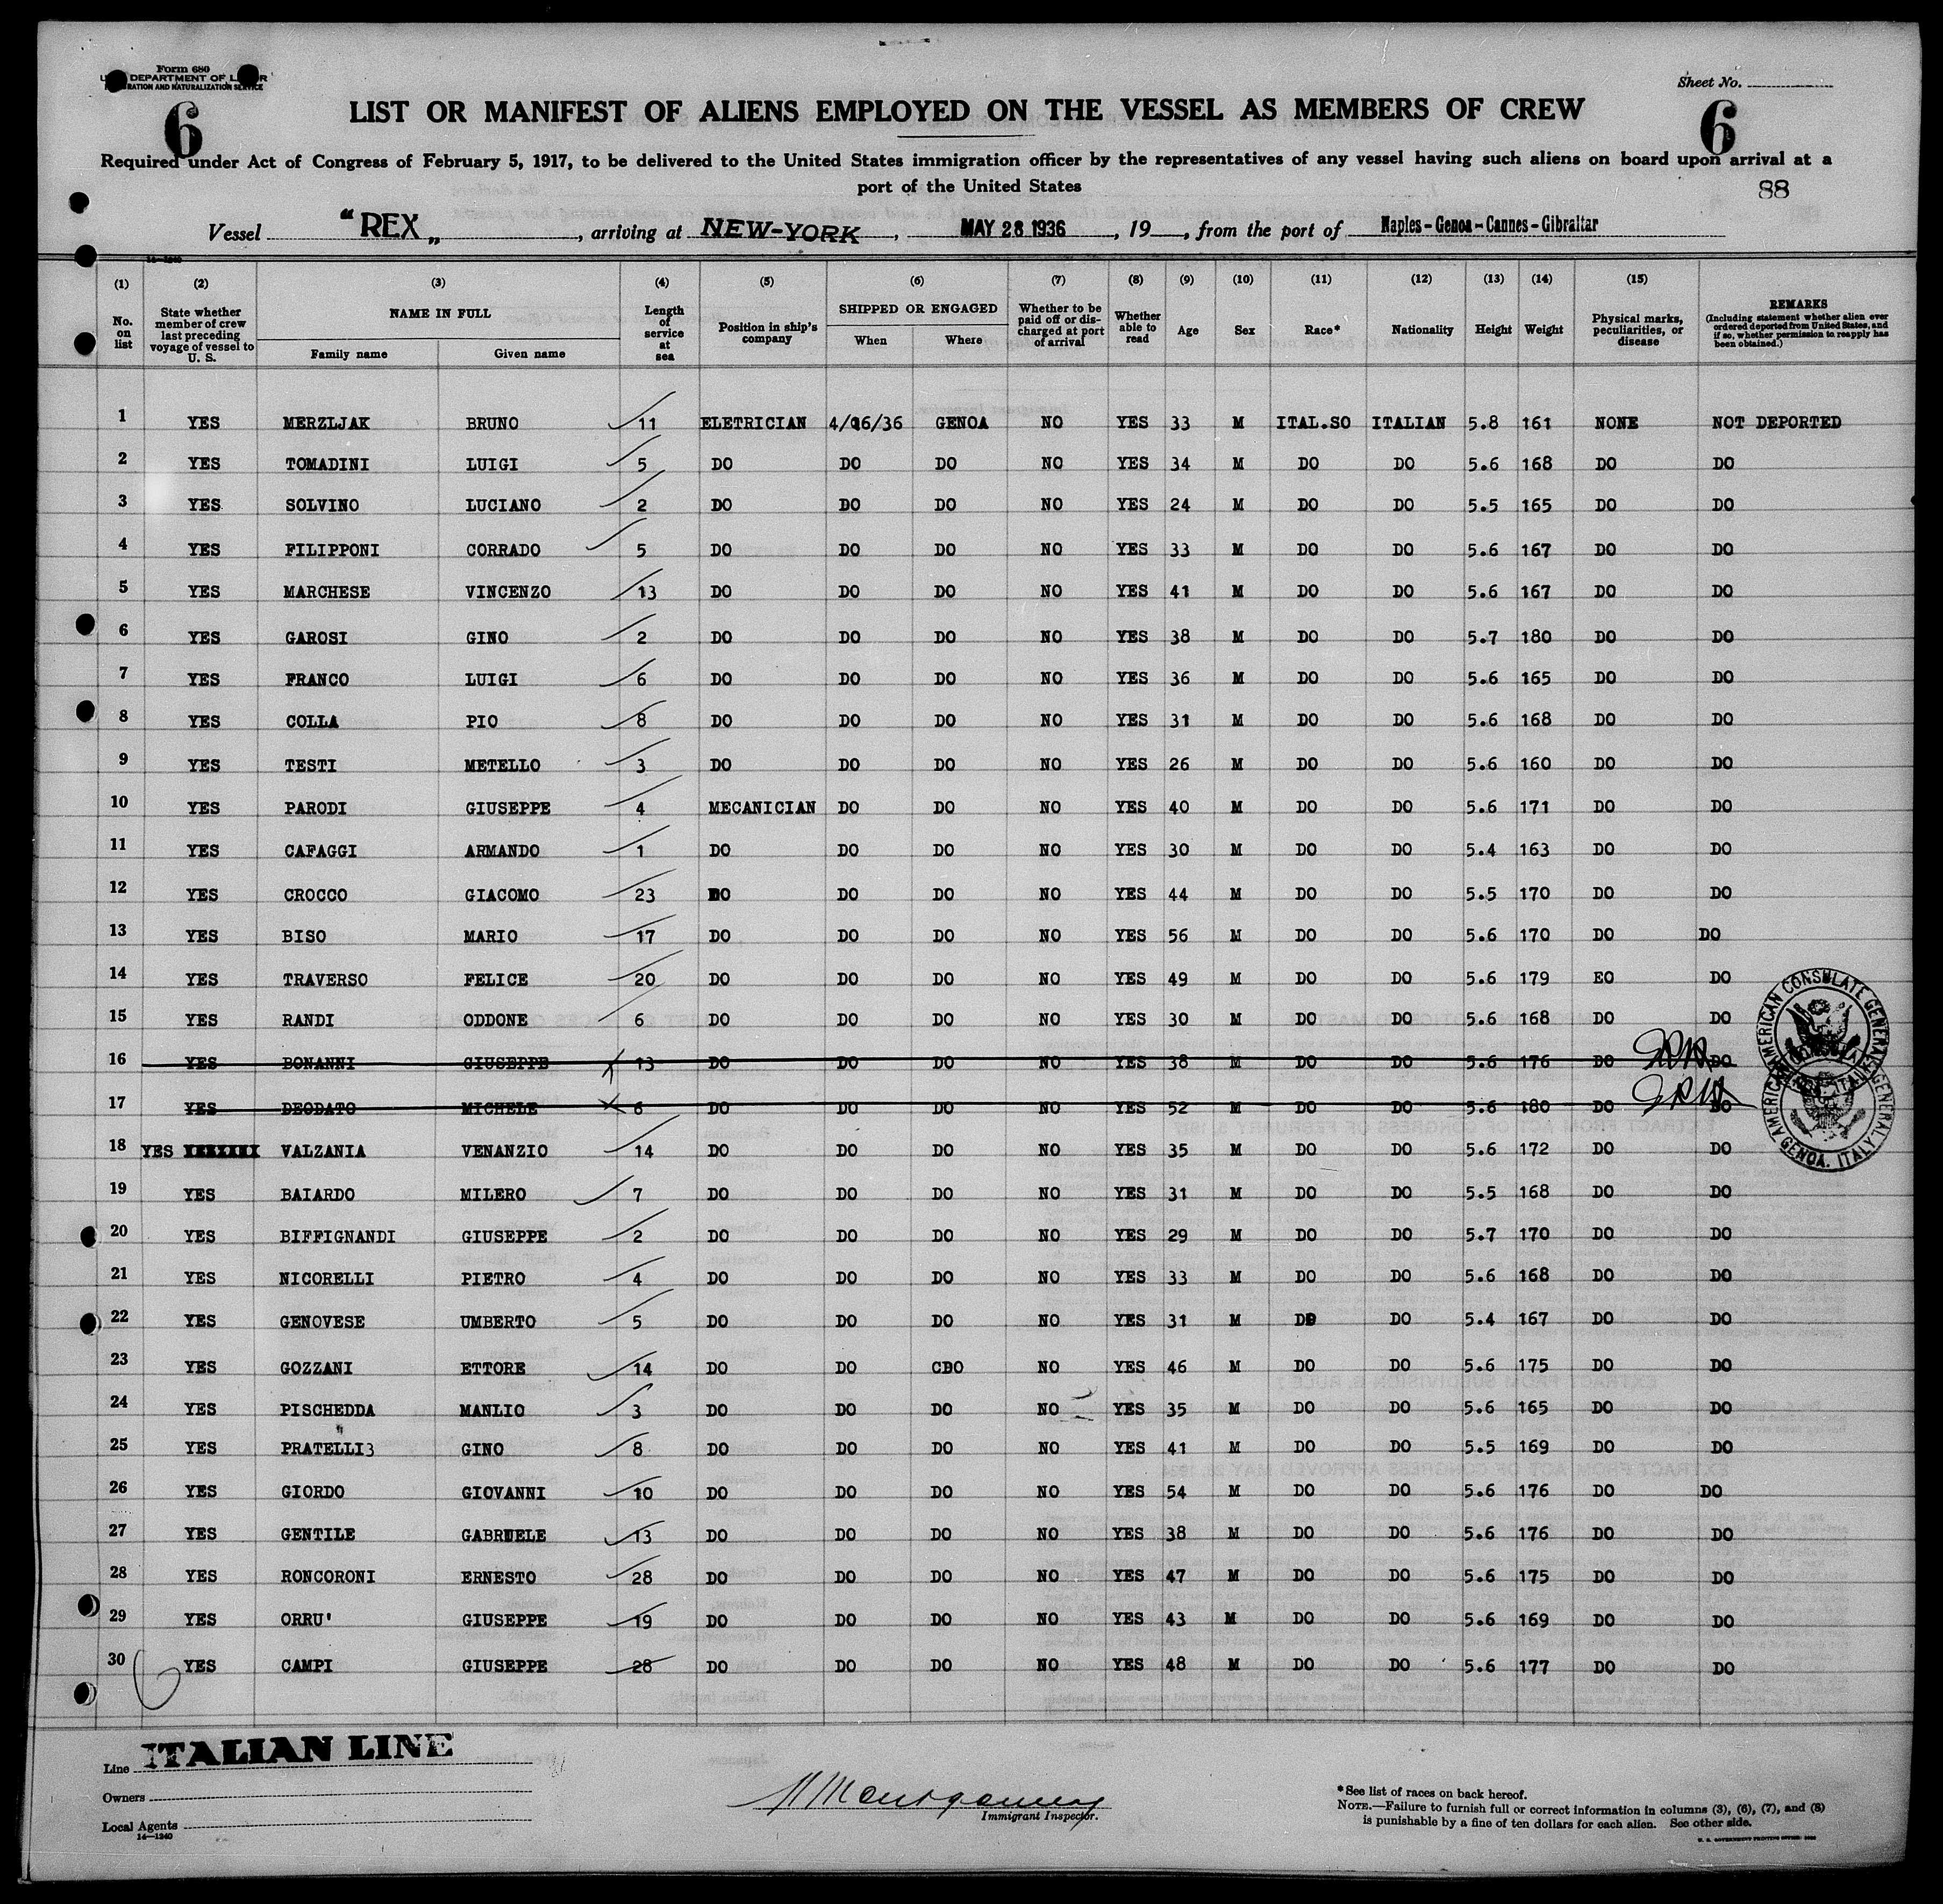 Form 680
U. S. DEPARTMENT OF LABOR
IMMIGRATION AND NATURALIZATION SERVICE
Sheet No.
6
6
LIST OR MANIFEST OF ALIENS EMPLOYED ON THE VESSEL AS MEMBERS OF CREW
Required under Act of Congress of February 5, 1917, to be delivered to the United States immigration officer by the representatives of any vessel having such aliens on board upon arrival at a
port of the United States
88
Vessel "REX„ , arriving at NEW-YORK , MAY 28 1936 , 19 , from the port of Naples-Genoa-Cannes-Gibraltar
14—1240
(1) (2) (3) (4) (5) (6) (7) (8) (9) (10) (11) (12) (13) (14) (15)
No. on list State whether member of crew last preceding voyage of vessel to U. S. NAME IN FULL Family name Given name Length of service at sea Position in ship's company SHIPPED OR ENGAGED When Where Whether to be paid off or discharged at port of arrival Whether able to read Age Sex Race* Nationality Height Weight Physical marks, peculiarities, or disease REMARKS (Including statement whether alien ever ordered deported from United States, and if so, whether permission to reapply has been obtained.)
1 YES MERZLJAK BRUNO 11 ELETRICIAN 4/06/36 GENOA NO YES 33 M ITAL.SO ITALIAN 5.8 161 NONE NOT DEPORTED
2 YES TOMADINI LUIGI 5 DO DO DO NO YES 34 M DO DO 5.6 168 DO DO
3 YES SOLVINO LUCIANO 2 DO DO DO NO YES 24 M DO DO 5.5 165 DO DO
4 YES FILIPPONI CORRADO 5 DO DO DO NO YES 33 M DO DO 5.6 167 DO DO
5 YES MARCHESE VINCENZO 13 DO DO DO NO YES 41 M DO DO 5.6 167 DO DO
6 YES GAROSI GINO 2 DO DO DO NO YES 38 M DO DO 5.7 180 DO DO
7 YES FRANCO LUIGI 6 DO DO DO NO YES 36 M DO DO 5.6 165 DO DO
8 YES COLLA PIO 8 DO DO DO NO YES 31 M DO DO 5.6 168 DO DO
9 YES TESTI METELLO 3 DO DO DO NO YES 26 M DO DO 5.6 160 DO DO
10 YES PARODI GIUSEPPE 4 MECANICIAN DO DO NO YES 40 M DO DO 5.6 171 DO DO
11 YES CAFAGGI ARMANDO 1 DO DO DO NO YES 30 M DO DO 5.4 163 DO DO
12 YES CROCCO GIACOMO 23 DO DO DO NO YES 44 M DO DO 5.5 170 DO DO
13 YES BISO MARIO 17 DO DO DO NO YES 56 M DO DO 5.6 170 DO DO
14 YES TRAVERSO FELICE 20 DO DO DO NO YES 49 M DO DO 5.6 179 EO DO
15 YES RANDI ODDONE 6 DO DO DO NO YES 30 M DO DO 5.6 168 DO DO
16 YES BONANNI GIUSEPPE 13 DO DO DO NO YES 38 M DO DO 5.6 176 DO DO
17 YES DEODATO MICHELE 6 DO DO DO NO YES 52 M DO DO 5.6 180 DO DO
18 YES VALZANIA VENANZIO 14 DO DO DO NO YES 35 M DO DO 5.6 172 DO DO
19 YES BAIARDO MILERO 7 DO DO DO NO YES 31 M DO DO 5.5 168 DO DO
20 YES BIFFIGNANDI GIUSEPPE 2 DO DO DO NO YES 29 M DO DO 5.7 170 DO DO
21 YES NICORELLI PIETRO 4 DO DO DO NO YES 33 M DO DO 5.6 168 DO DO
22 YES GENOVESE UMBERTO 5 DO DO DO NO YES 31 M DO DO 5.4 167 DO DO
23 YES GOZZANI ETTORE 14 DO DO CBO NO YES 46 M DO DO 5.6 175 DO DO
24 YES PISCHEDDA MANLIO 3 DO DO DO NO YES 35 M DO DO 5.6 165 DO DO
25 YES PRATELLI3 GINO 8 DO DO DO NO YES 41 M DO DO 5.5 169 DO DO
26 YES GIORDO GIOVANNI 10 DO DO DO NO YES 54 M DO DO 5.6 176 DO DO
27 YES GENTILE GABRUELE 13 DO DO DO NO YES 38 M DO DO 5.6 176 DO DO
28 YES RONCORONI ERNESTO 28 DO DO DO NO YES 47 M DO DO 5.6 175 DO DO
29 YES ORRU' GIUSEPPE 19 DO DO DO NO YES 43 M DO DO 5.6 169 DO DO
30 YES CAMPI GIUSEPPE 28 DO DO DO NO YES 48 M DO DO 5.6 177 DO DO
AMERICAN CONSULATE GENERAL
AMERICAN CONSULATE GENERAL
GENOA, ITALY
Line ITALIAN LINE
Owners
Local Agents
14—1240
Montgomery
Immigrant Inspector.
*See list of races on back hereof.
NOTE.—Failure to furnish full or correct information in columns (3), (6), (7), and (8)
is punishable by a fine of ten dollars for each alien. See other side.